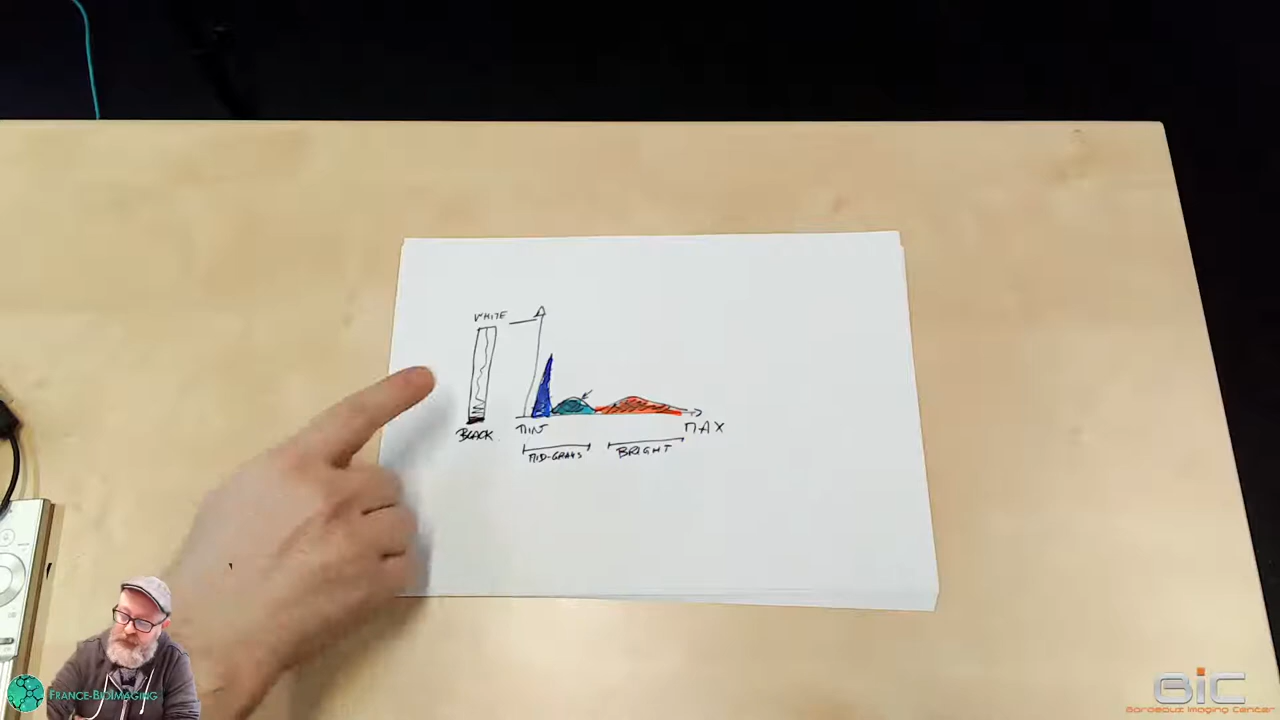 WHITE
BLACK
MIN
MAX
MID-GRAYS
BRIGHT
FRANCE-BIOIMAGING
BIC
Bordeaux Imaging Center